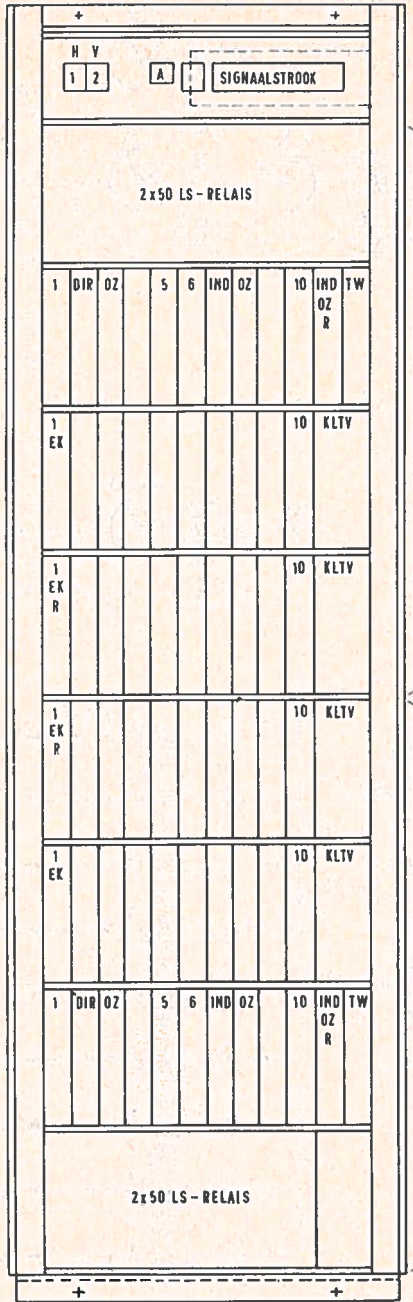 + +
H V
1 2 A SIGNAALSTROOK
2x50 LS-RELAIS
1 DIR OZ 5 6 IND OZ 10 IND TW
OZ
R
1 10 KLTV
EK
1 10 KLTV
EK
R
1 10 KLTV
EK
R
1 10 KLTV
EK
1 DIR OZ 5 6 IND OZ 10 IND TW
OZ
R
2x50 LS-RELAIS
+ +